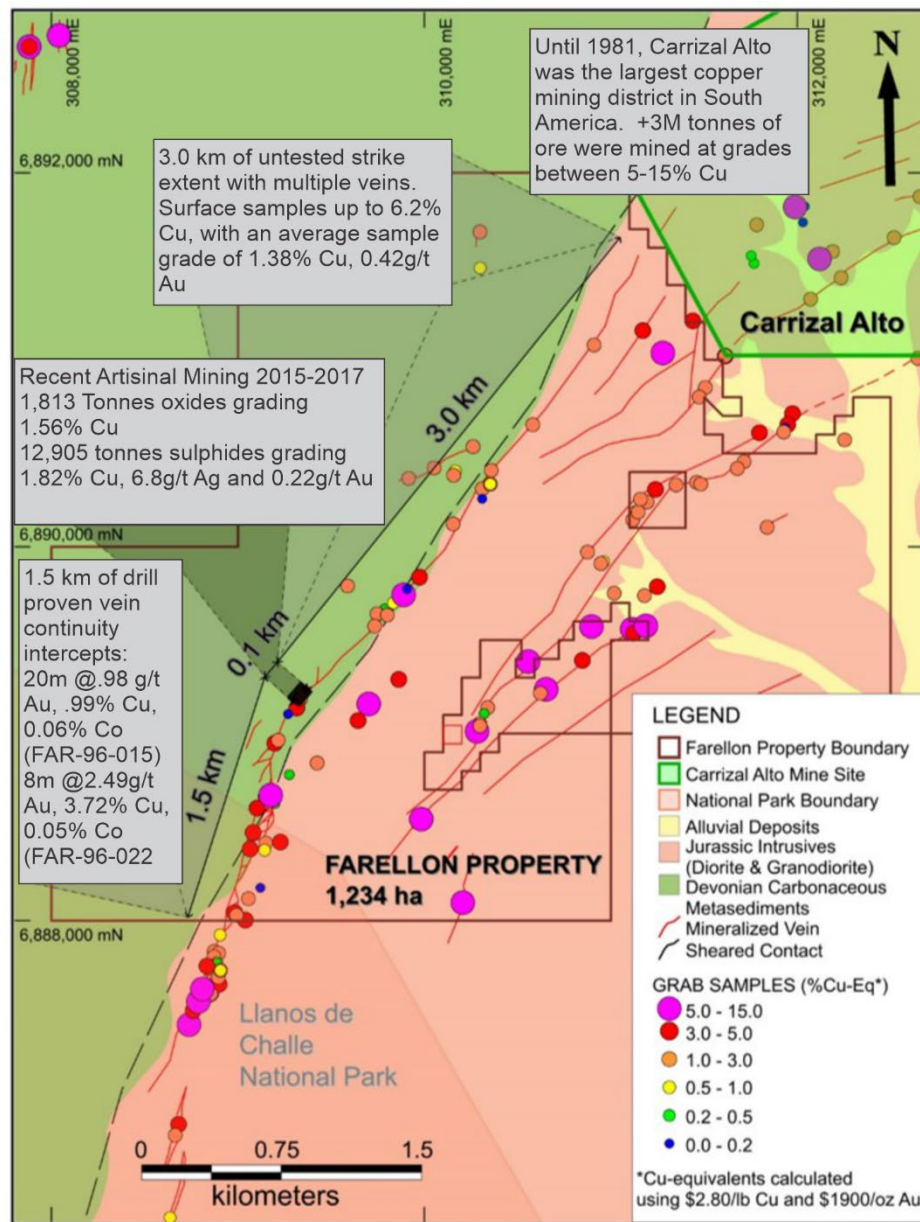 308,000 mE
310,000 mE
312,000 mE
N
Until 1981, Carrizal Alto
was the largest copper
mining district in South
America. +3M tonnes of
ore were mined at grades
between 5-15% Cu
6,892,000 mN
3.0 km of untested strike
extent with multiple veins.
Surface samples up to 6.2%
Cu, with an average sample
grade of 1.38% Cu, 0.42g/t
Au
Carrizal Alto
Recent Artisinal Mining 2015-2017
1,813 Tonnes oxides grading
1.56% Cu
12,905 tonnes sulphides grading
1.82% Cu, 6.8g/t Ag and 0.22g/t Au
3.0 km
6,890,000 mN
1.5 km of drill
proven vein
continuity
intercepts:
20m @.98 g/t
Au, .99% Cu,
0.06% Co
(FAR-96-015)
8m @2.49g/t
Au, 3.72% Cu,
0.05% Co
(FAR-96-022
0.1 km
1.5 km
FARELLON PROPERTY
1,234 ha
6,888,000 mN
Llanos de
Challe
National Park
0 0.75 1.5
kilometers
LEGEND
Farellon Property Boundary
Carrizal Alto Mine Site
National Park Boundary
Alluvial Deposits
Jurassic Intrusives
(Diorite & Granodiorite)
Devonian Carbonaceous
Metasediments
Mineralized Vein
Sheared Contact
GRAB SAMPLES (%Cu-Eq*)
5.0 - 15.0
3.0 - 5.0
1.0 - 3.0
0.5 - 1.0
0.2 - 0.5
0.0 - 0.2
*Cu-equivalents calculated
using $2.80/lb Cu and $1900/oz Au